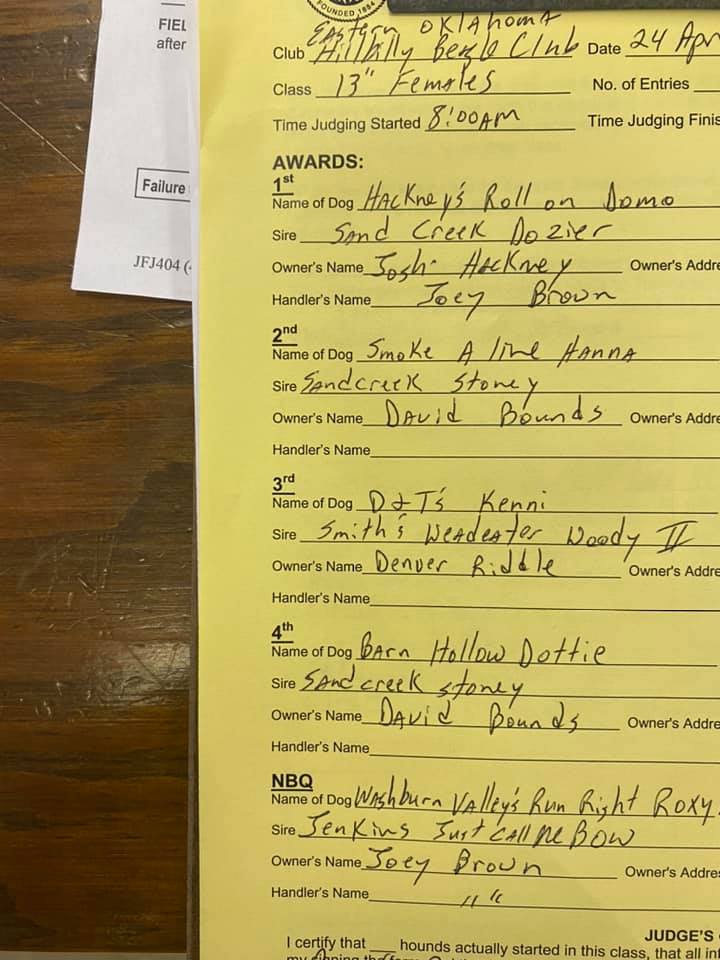 FOUNDED 1884
FIEL
after
Failure
JFJ404 (4
Eastern Oklahoma
Club Hillbilly Beagle Club Date 24 Apr
Class 13" Females No. of Entries
Time Judging Started 8:00AM Time Judging Finis
AWARDS:
1st
Name of Dog Hackney's Roll on Domo
Sire Sand Creek Dozier
Owner's Name Josh Hackney Owner's Addre
Handler's Name Joey Brown
2nd
Name of Dog Smoke A line Hanna
Sire Sandcreek Stoney
Owner's Name David Bounds Owner's Addre
Handler's Name
3rd
Name of Dog D&T's Kenni
Sire Smith's Weadeater Woody II
Owner's Name Denver Riddle Owner's Addre
Handler's Name
4th
Name of Dog Barn Hollow Dottie
Sire Sandcreek Stoney
Owner's Name David Bounds Owner's Addre
Handler's Name
NBQ
Name of Dog Washburn Valley's Run Right Roxy
Sire Jenkins Just call me Bow
Owner's Name Joey Brown Owner's Addre
Handler's Name " "
JUDGE'S
I certify that ___ hounds actually started in this class, that all in